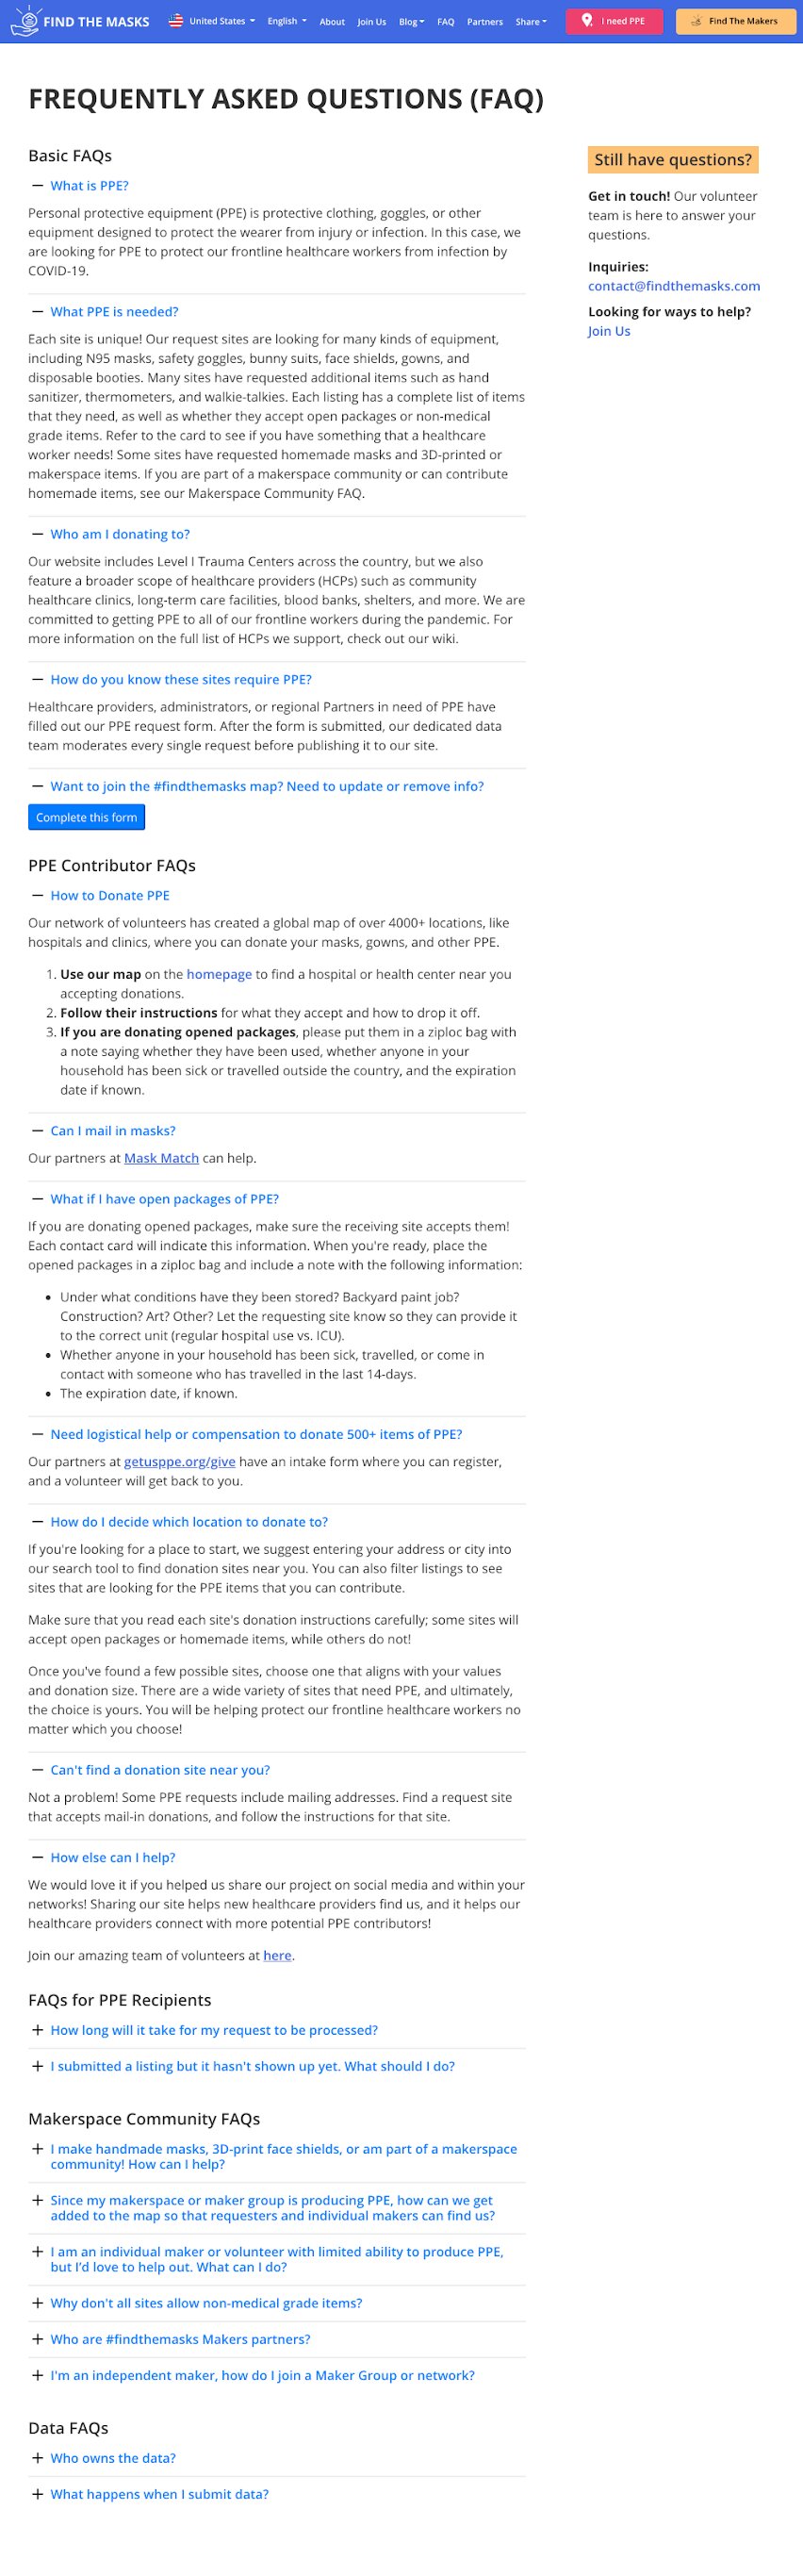 FIND THE MASKS United States English About Join Us Blog FAQ Partners Share I need PPE Find The Makers
FREQUENTLY ASKED QUESTIONS (FAQ)
Basic FAQs
What is PPE?
Personal protective equipment (PPE) is protective clothing, goggles, or other
equipment designed to protect the wearer from injury or infection. In this case, we
are looking for PPE to protect our frontline healthcare workers from infection by
COVID-19.
What PPE is needed?
Each site is unique! Our request sites are looking for many kinds of equipment,
including N95 masks, safety goggles, bunny suits, face shields, gowns, and
disposable booties. Many sites have requested additional items such as hand
sanitizer, thermometers, and walkie-talkies. Each listing has a complete list of items
that they need, as well as whether they accept open packages or non-medical
grade items. Refer to the card to see if you have something that a healthcare
worker needs! Some sites have requested homemade masks and 3D-printed or
makerspace items. If you are part of a makerspace community or can contribute
homemade items, see our Makerspace Community FAQ.
Who am I donating to?
Our website includes Level I Trauma Centers across the country, but we also
feature a broader scope of healthcare providers (HCPs) such as community
healthcare clinics, long-term care facilities, blood banks, shelters, and more. We are
committed to getting PPE to all of our frontline workers during the pandemic. For
more information on the full list of HCPs we support, check out our wiki.
How do you know these sites require PPE?
Healthcare providers, administrators, or regional Partners in need of PPE have
filled out our PPE request form. After the form is submitted, our dedicated data
team moderates every single request before publishing it to our site.
Want to join the #findthemasks map? Need to update or remove info?
Complete this form
PPE Contributor FAQs
How to Donate PPE
Our network of volunteers has created a global map of over 4000+ locations, like
hospitals and clinics, where you can donate your masks, gowns, and other PPE.
1. Use our map on the homepage to find a hospital or health center near you
accepting donations.
2. Follow their instructions for what they accept and how to drop it off.
3. If you are donating opened packages, please put them in a ziploc bag with
a note saying whether they have been used, whether anyone in your
household has been sick or travelled outside the country, and the expiration
date if known.
Can I mail in masks?
Our partners at Mask Match can help.
What if I have open packages of PPE?
If you are donating opened packages, make sure the receiving site accepts them!
Each contact card will indicate this information. When you're ready, place the
opened packages in a ziploc bag and include a note with the following information:
• Under what conditions have they been stored? Backyard paint job?
Construction? Art? Other? Let the requesting site know so they can provide it
to the correct unit (regular hospital use vs. ICU).
• Whether anyone in your household has been sick, travelled, or come in
contact with someone who has travelled in the last 14-days.
• The expiration date, if known.
Need logistical help or compensation to donate 500+ items of PPE?
Our partners at getusppe.org/give have an intake form where you can register,
and a volunteer will get back to you.
How do I decide which location to donate to?
If you're looking for a place to start, we suggest entering your address or city into
our search tool to find donation sites near you. You can also filter listings to see
sites that are looking for the PPE items that you can contribute.
Make sure that you read each site's donation instructions carefully; some sites will
accept open packages or homemade items, while others do not!
Once you've found a few possible sites, choose one that aligns with your values
and donation size. There are a wide variety of sites that need PPE, and ultimately,
the choice is yours. You will be helping protect our frontline healthcare workers no
matter which you choose!
Can't find a donation site near you?
Not a problem! Some PPE requests include mailing addresses. Find a request site
that accepts mail-in donations, and follow the instructions for that site.
How else can I help?
We would love it if you helped us share our project on social media and within your
networks! Sharing our site helps new healthcare providers find us, and it helps our
healthcare providers connect with more potential PPE contributors!
Join our amazing team of volunteers at here.
FAQs for PPE Recipients
How long will it take for my request to be processed?
I submitted a listing but it hasn't shown up yet. What should I do?
Makerspace Community FAQs
I make handmade masks, 3D-print face shields, or am part of a makerspace
community! How can I help?
Since my makerspace or maker group is producing PPE, how can we get
added to the map so that requesters and individual makers can find us?
I am an individual maker or volunteer with limited ability to produce PPE,
but I’d love to help out. What can I do?
Why don't all sites allow non-medical grade items?
Who are #findthemasks Makers partners?
I'm an independent maker, how do I join a Maker Group or network?
Data FAQs
Who owns the data?
What happens when I submit data?
Still have questions?
Get in touch! Our volunteer
team is here to answer your
questions.
Inquiries:
contact@findthemasks.com
Looking for ways to help?
Join Us